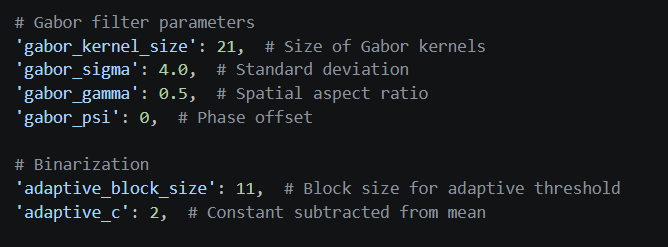 # Gabor filter parameters
'gabor_kernel_size': 21,  # Size of Gabor kernels
'gabor_sigma': 4.0,  # Standard deviation
'gabor_gamma': 0.5,  # Spatial aspect ratio
'gabor_psi': 0,  # Phase offset

# Binarization
'adaptive_block_size': 11,  # Block size for adaptive threshold
'adaptive_c': 2,  # Constant subtracted from mean